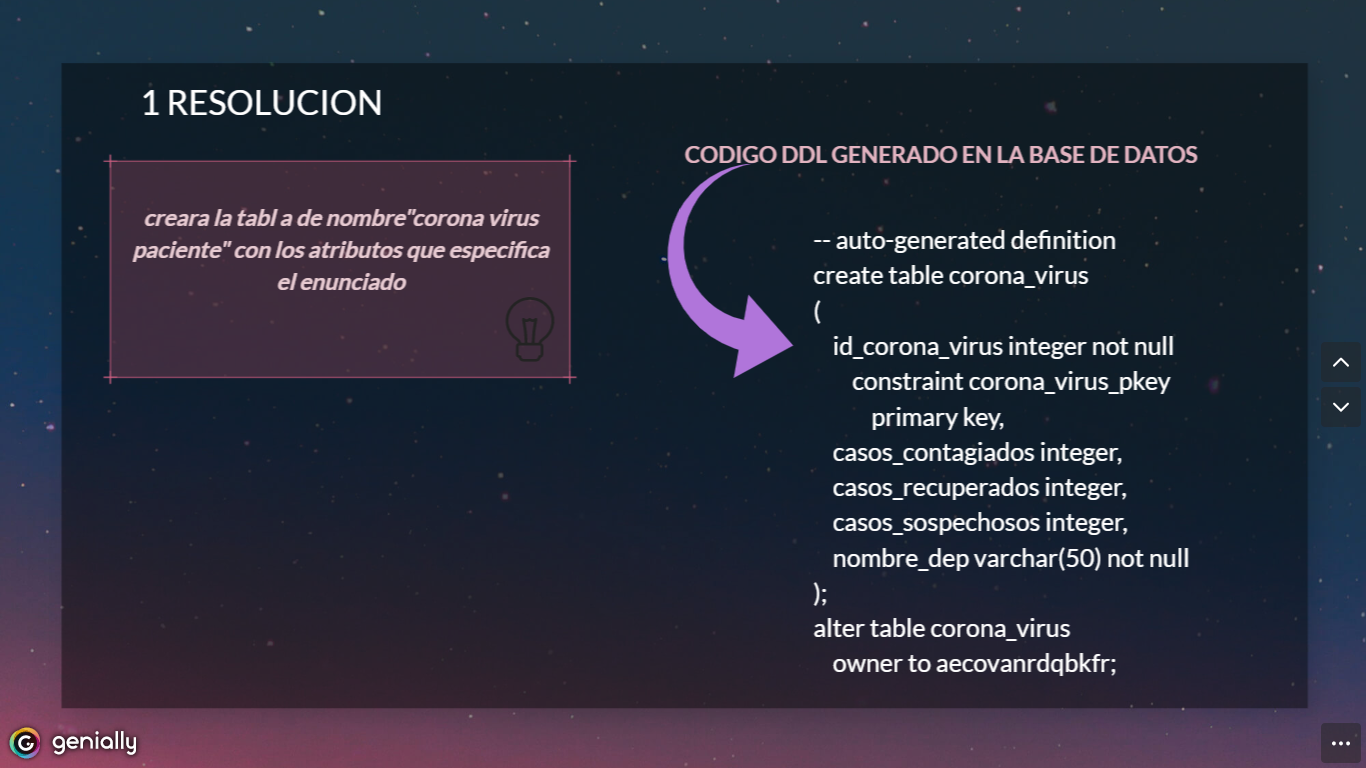 1 RESOLUCION
creara la tabl a de nombre"corona virus
paciente" con los atributos que especifica
el enunciado
CODIGO DDL GENERADO EN LA BASE DE DATOS
-- auto-generated definition
create table corona_virus
(
id_corona_virus integer not null
constraint corona_virus_pkey
primary key,
casos_contagiados integer,
casos_recuperados integer,
casos_sospechosos integer,
nombre_dep varchar(50) not null
);
alter table corona_virus
owner to aecovanrdqbkfr;
genially